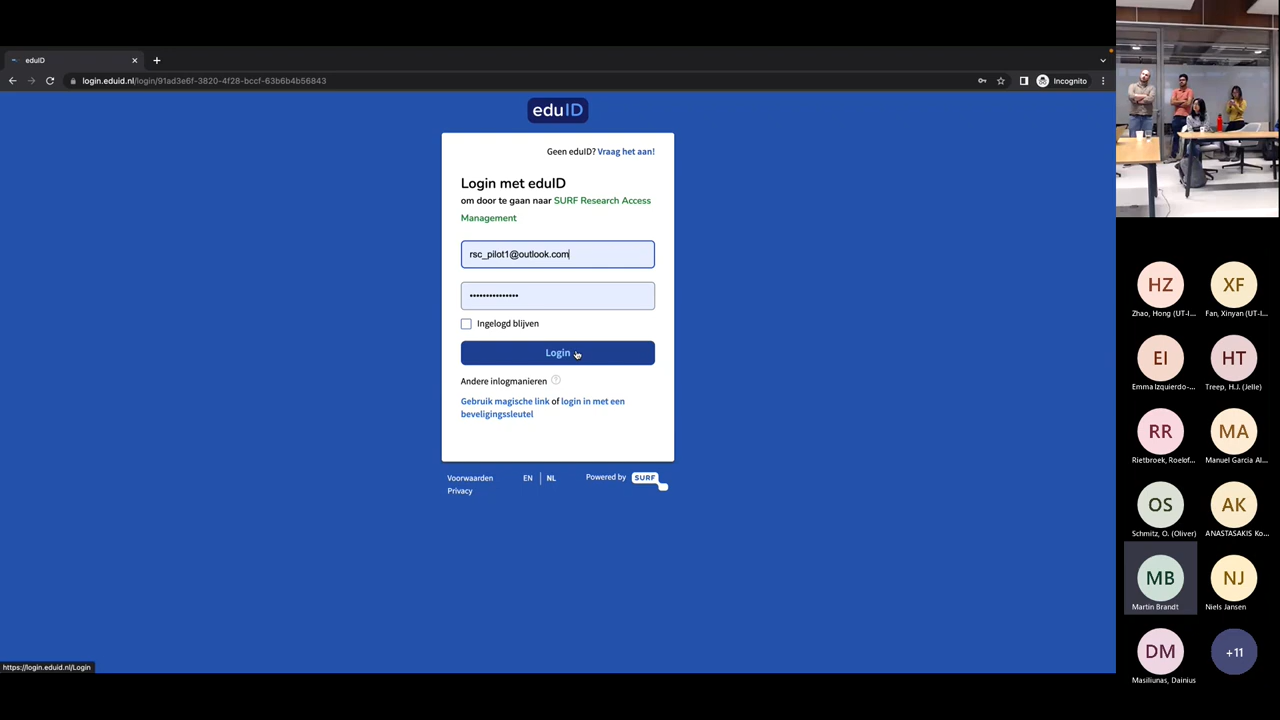 eduID
login.eduid.nl/login/91ad3e6f-3820-4f28-bccf-63b6b4b56843
Incognito
eduID
Geen eduID? Vraag het aan!
Login met eduID
om door te gaan naar SURF Research Access
Management
rsc_pilot1@outlook.com
•••••••••••••••
Ingelogd blijven
Login
Andere inlogmanieren
Gebruik magische link of login in met een
beveligingssleutel
Voorwaarden
EN | NL
Powered by SURF
Privacy
https://login.eduid.nl/Login
HZ
XF
Zhao, Hong (UT-I...
Fan, Xinyan (UT-I...
EI
HT
Emma Izquierdo-...
Treep, H.J. (Jelle)
RR
MA
Rietbroek, Roelof...
Manuel Garcia Al...
OS
AK
Schmitz, O. (Oliver)
ANASTASAKIS Ko...
MB
NJ
Martin Brandt
Niels Jansen
DM
+11
Masiliunas, Dainius